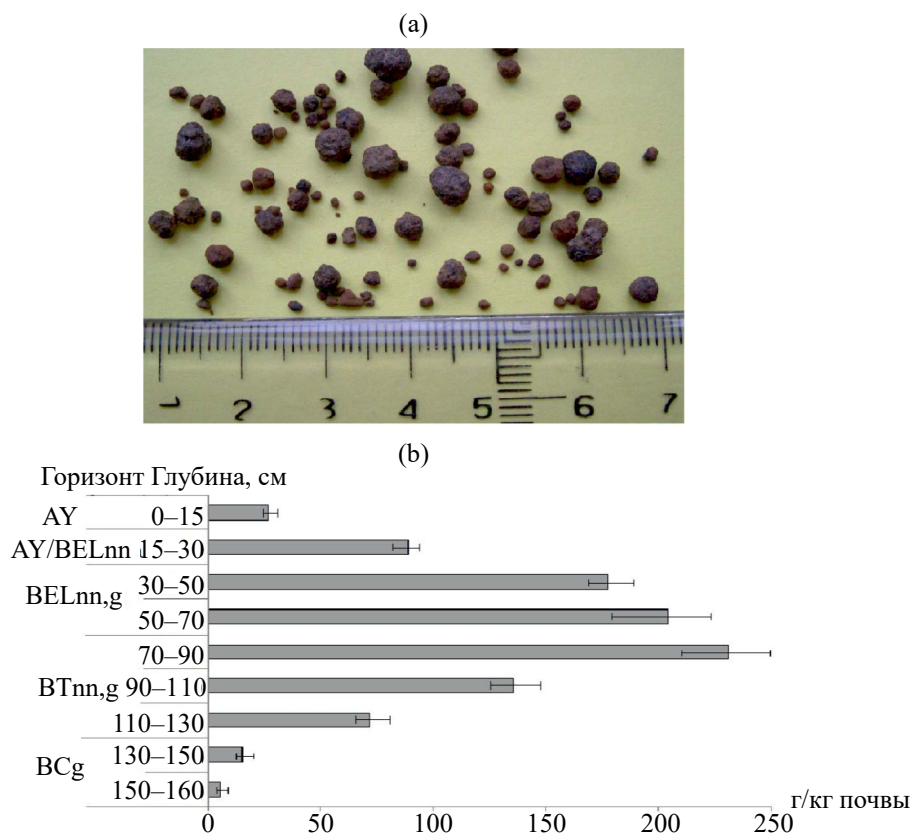 (a)
1 2 3 4 5 6 7
(b)
Горизонт Глубина, см
AY 0–15
AY/BELnn 15–30
BELnn,g 30–50
50–70
70–90
BTnn,g 90–110
110–130
BCg 130–150
150–160
0 50 100 150 200 250
г/кг почвы